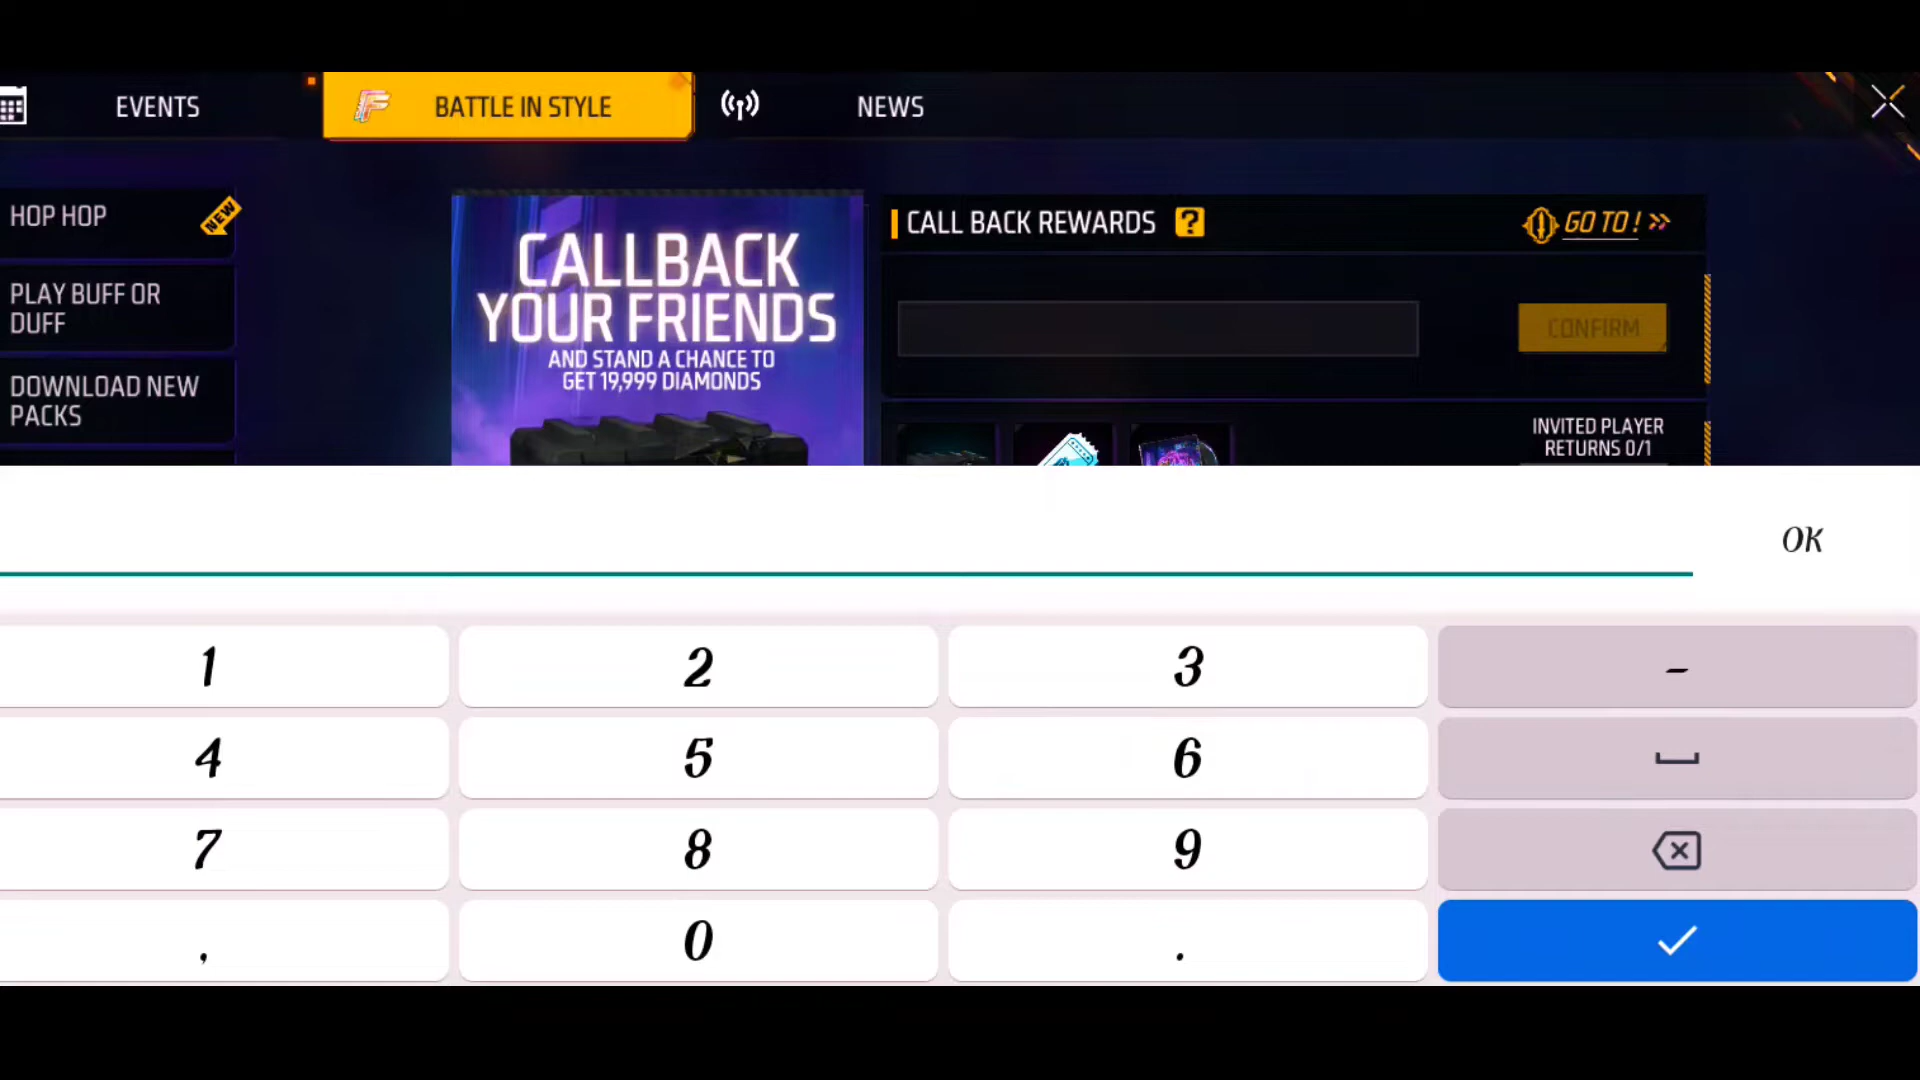 EVENTS
BATTLE IN STYLE
NEWS
HOP HOP
NEW
PLAY BUFF OR
DUFF
DOWNLOAD NEW
PACKS
CALLBACK
YOUR FRIENDS
AND STAND A CHANCE TO
GET 19,999 DIAMONDS
CALL BACK REWARDS ?
GO TO!
CONFIRM
INVITED PLAYER
RETURNS 0/1
OK
1 2 3 -
4 5 6
7 8 9
, 0 .